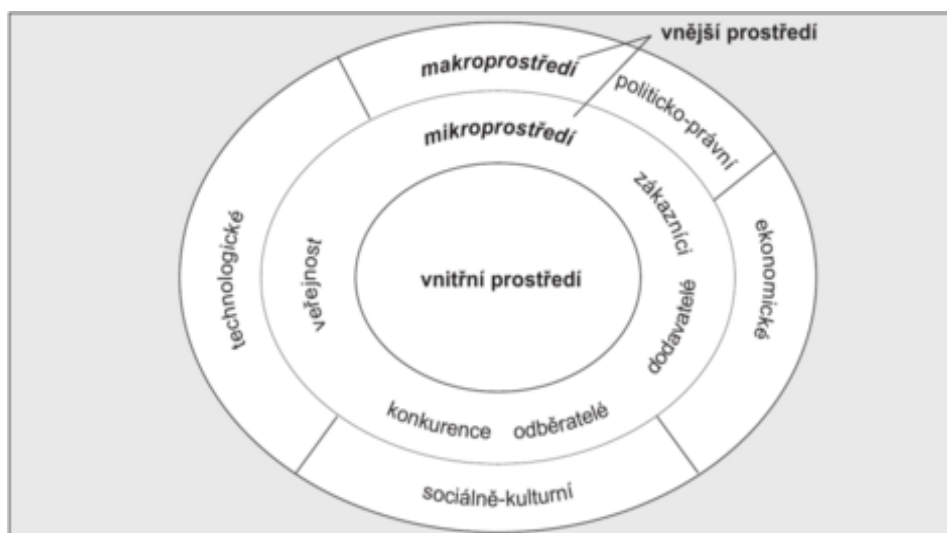 vnější prostředí
makroprostředí
politicko-právní
mikroprostředí
zákazníci
ekonomické
technologické
veřejnost
vnitřní prostředí
dodavatelé
konkurence
odběratelé
sociálně-kulturní